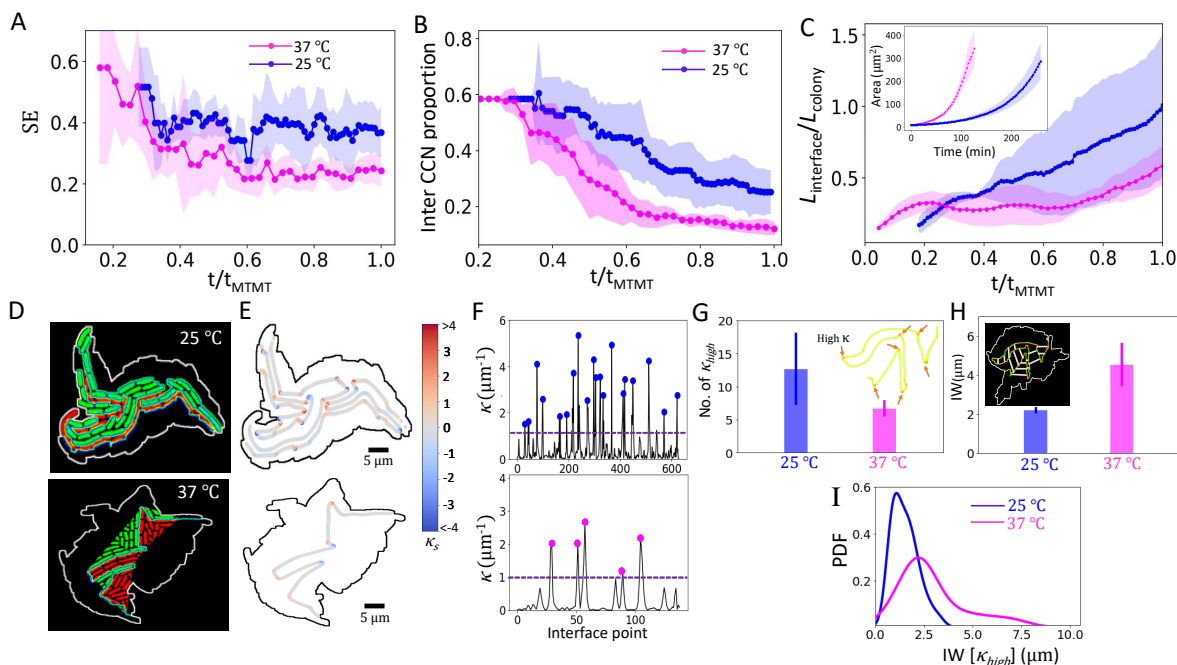 A
SE
0.6
0.4
0.2
0.0
37 °C
25 °C
0.2 0.4 0.6 0.8 1.0
t/tMTMT
B
Inter CCN proportion
0.8
0.6
0.4
0.2
37 °C
25 °C
0.2 0.4 0.6 0.8 1.0
t/tMTMT
C
Linterface/Lcolony
1.5
1.0
0.5
Area (μm²)
400
300
200
100
0
0 200
Time (min)
0.0 0.2 0.4 0.6 0.8 1.0
t/tMTMT
D
25 °C
37 °C
E
5 μm
5 μm
>4
3
2
1
0
-1
-2
-3
<-4
κs
F
κ (μm⁻¹)
6
4
2
0
0 200 400 600
κ (μm⁻¹)
4
3
2
1
0
0 50 100
Interface point
G
No. of κhigh
20
15
10
5
0
High κ
25 °C
37 °C
H
IW(μm)
6
4
2
0
25 °C
37 °C
I
PDF
0.6
0.4
0.2
25 °C
37 °C
0.0 2.5 5.0 7.5 10.0
IW [κhigh] (μm)